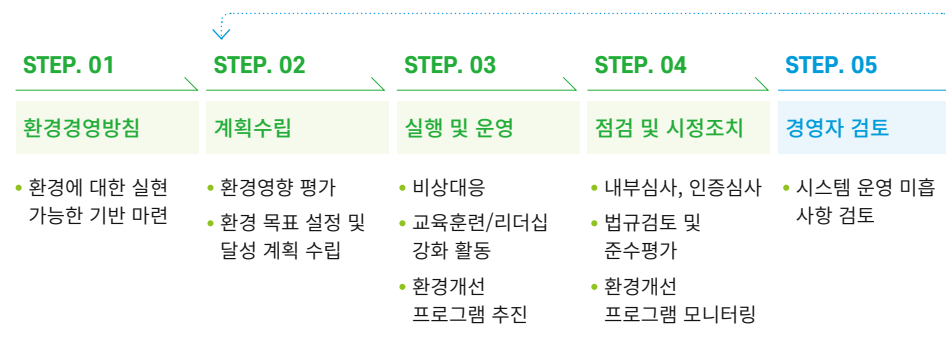 STEP. 01
환경경영방침
• 환경에 대한 실현
가능한 기반 마련
STEP. 02
계획수립
• 환경영향 평가
• 환경 목표 설정 및
달성 계획 수립
STEP. 03
실행 및 운영
• 비상대응
• 교육훈련/리더십
강화 활동
• 환경개선
프로그램 추진
STEP. 04
점검 및 시정조치
• 내부심사, 인증심사
• 법규검토 및
준수평가
• 환경개선
프로그램 모니터링
STEP. 05
경영자 검토
• 시스템 운영 미흡
사항 검토